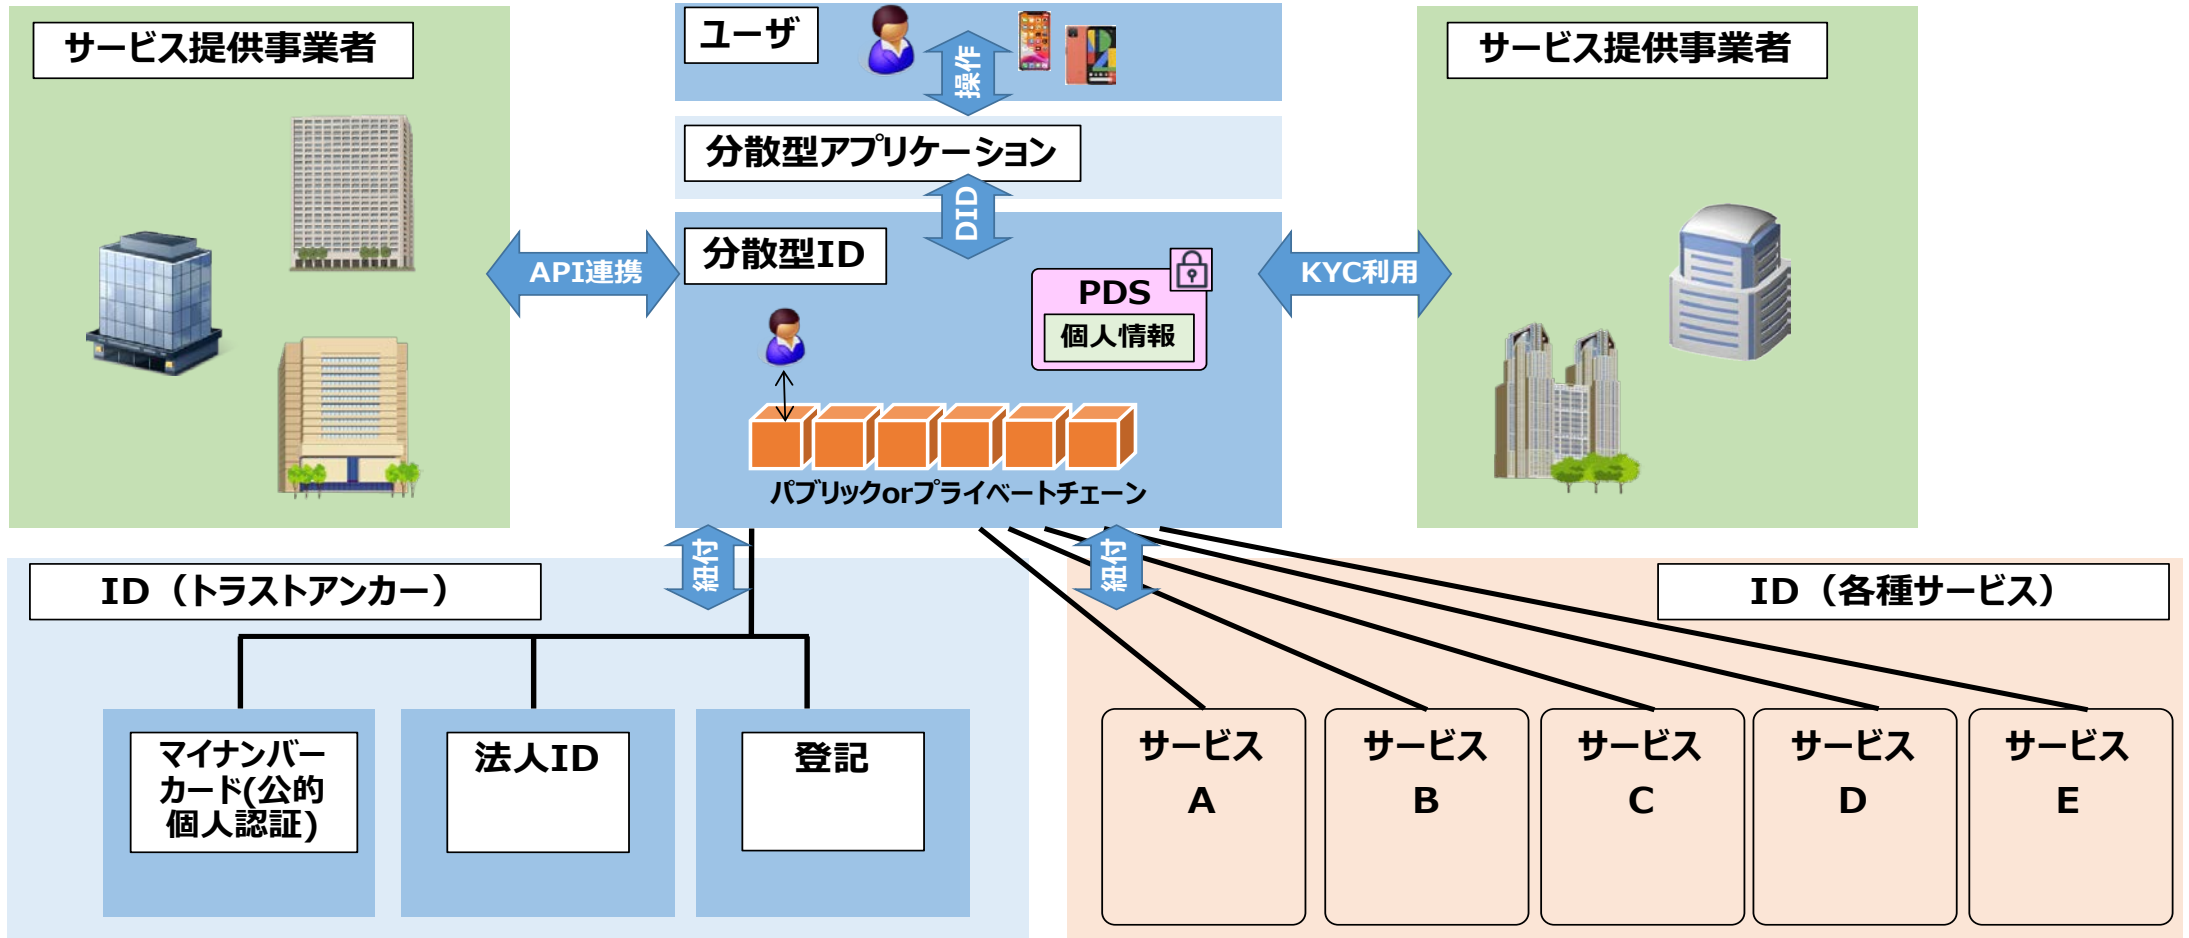 サービス提供事業者
ユーザ
操作
サービス提供事業者
分散型アプリケーション
DID
分散型ID
API連携
PDS
個人情報
KYC利用
パブリックorプライベートチェーン
紐付
紐付
ID（トラストアンカー）
ID（各種サービス）
マイナンバー
カード(公的
個人認証)
法人ID
登記
サービス
A
サービス
B
サービス
C
サービス
D
サービス
E